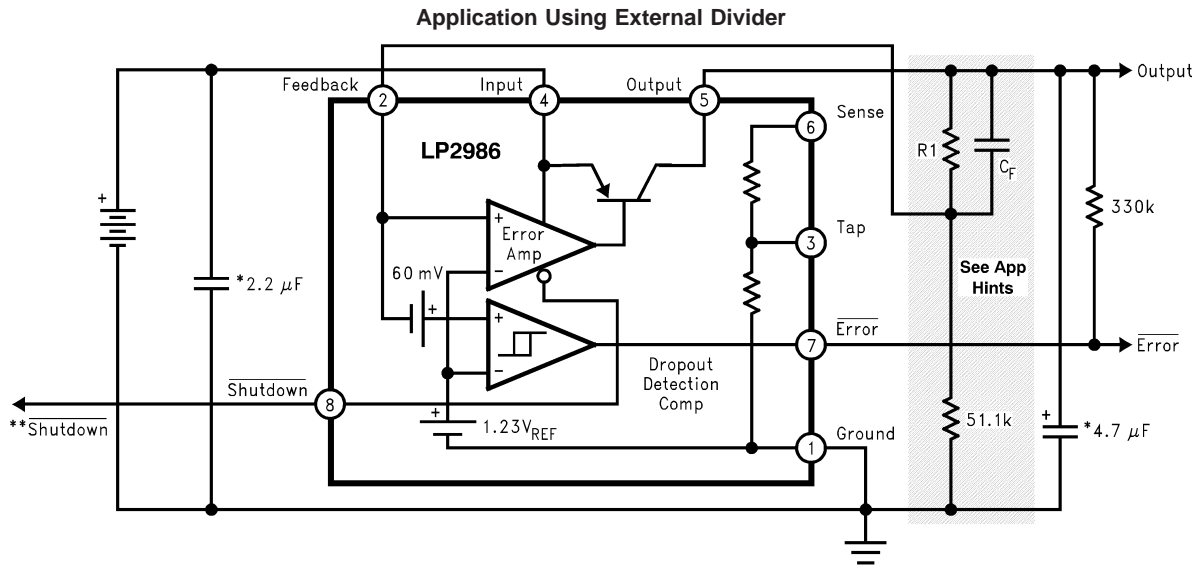 Application Using External Divider
Feedback
Input
Output
Output
2
4
5
Sense
6
LP2986
R1
C_F
+
Error
Amp
−
330k
Tap
3
+
60 mV
+
+
−
*2.2 µF
See App
Hints
Error
7
Error
Dropout
Detection
Comp
Shutdown
8
**Shutdown
+
1.23V_REF
Ground
1
51.1k
+
*4.7 µF